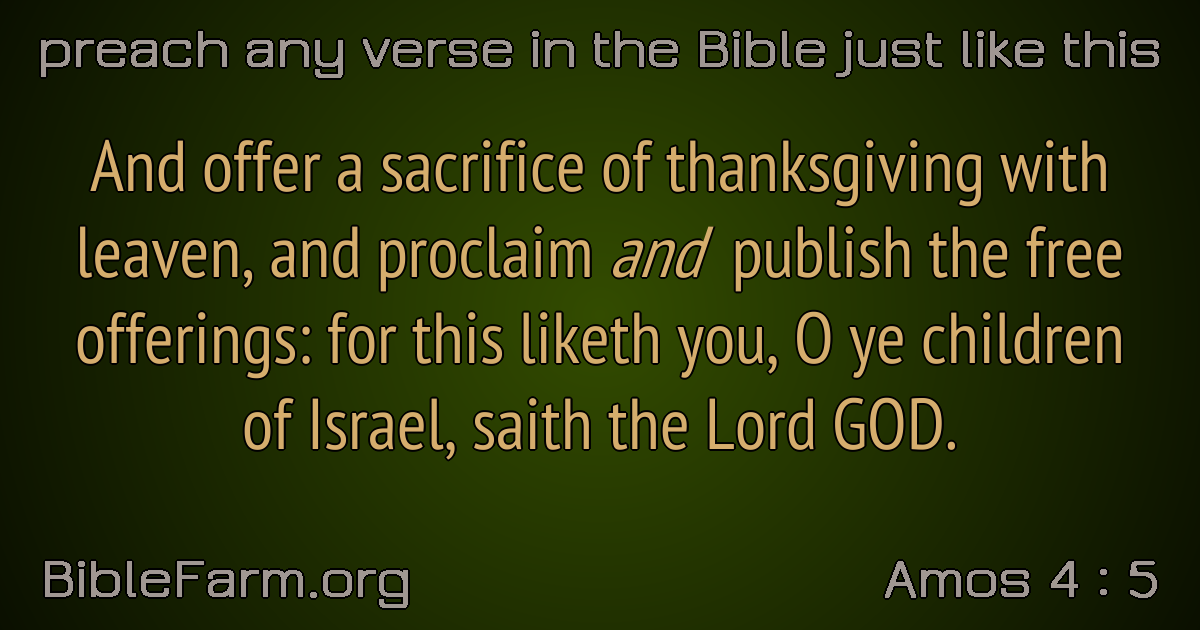 preach any verse in the Bible just like this
And offer a sacrifice of thanksgiving with
leaven, and proclaim and publish the free
offerings: for this liketh you, O ye children
of Israel, saith the Lord GOD.
BibleFarm.org
Amos 4 : 5